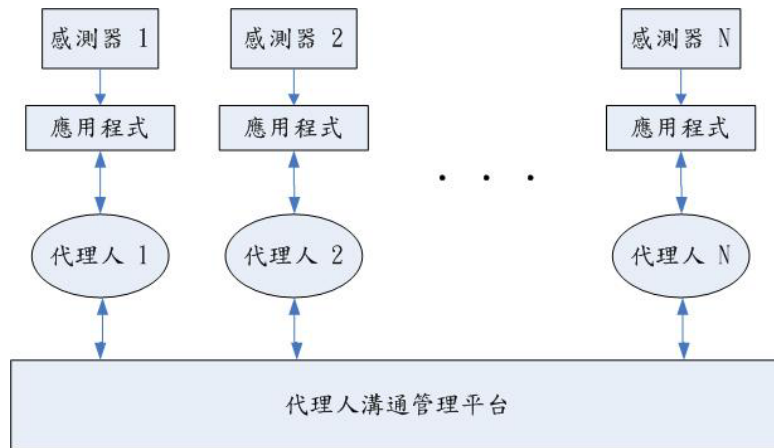 感測器 1 感測器 2 感測器 N
應用程式 應用程式 應用程式
. . .
代理人 1 代理人 2 代理人 N
代理人溝通管理平台